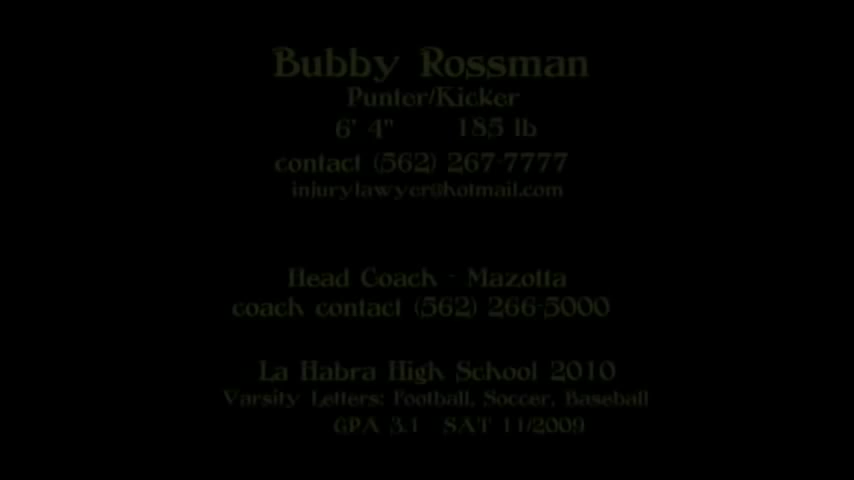 Bubby Rossman
Punter/Kicker
6' 4" 185 lb
contact (562) 267-7777
injurylawyer@hotmail.com
Head Coach - Mazotta
coach contact (562) 266-5000
La Habra High School 2010
Varsity Letters: Football, Soccer, Baseball
GPA 3.1 SAT 11/2009